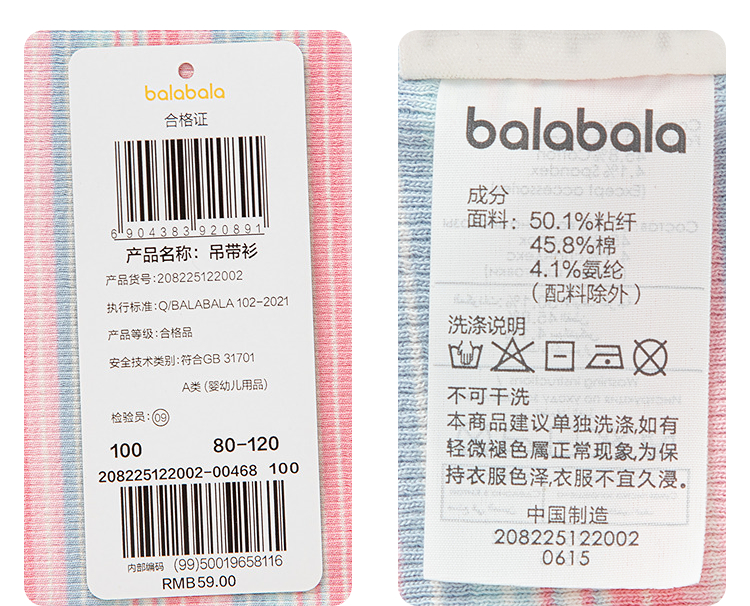 balabala
合格证
6 904383 920891
产品名称：吊带衫
产品货号：208225122002
执行标准：Q/BALABALA 102-2021
产品等级：合格品
安全技术类别：符合GB 31701
A类 (婴幼儿用品)
检验员：09
100 80-120
208225122002-00468 100
内部编码 (99)50019658116
RMB59.00
balabala
成分
面料：50.1%粘纤
45.8%棉
4.1%氨纶
（配料除外）
洗涤说明
不可干洗
本商品建议单独洗涤,如有
轻微褪色属正常现象,为保
持衣服色泽,衣服不宜久浸。
中国制造
208225122002
0615